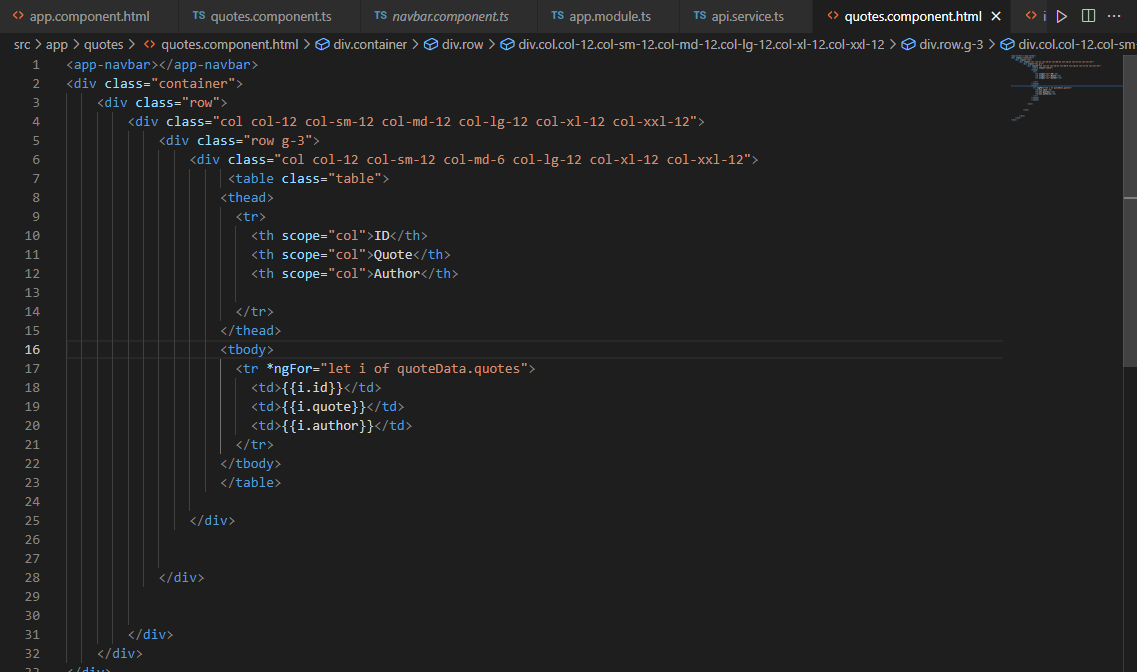 app.component.html TS quotes.component.ts TS navbar.component.ts TS app.module.ts TS api.service.ts quotes.component.html i
src > app > quotes > quotes.component.html > div.container > div.row > div.col.col-12.col-sm-12.col-md-12.col-lg-12.col-xl-12.col-xxl-12 > div.row.g-3 > div.col.col-12.col-sm
1 <app-navbar></app-navbar>
2 <div class="container">
3 <div class="row">
4 <div class="col col-12 col-sm-12 col-md-12 col-lg-12 col-xl-12 col-xxl-12">
5 <div class="row g-3">
6 <div class="col col-12 col-sm-12 col-md-6 col-lg-12 col-xl-12 col-xxl-12">
7 <table class="table">
8 <thead>
9 <tr>
10 <th scope="col">ID</th>
11 <th scope="col">Quote</th>
12 <th scope="col">Author</th>
13
14 </tr>
15 </thead>
16 <tbody>
17 <tr *ngFor="let i of quoteData.quotes">
18 <td>{{i.id}}</td>
19 <td>{{i.quote}}</td>
20 <td>{{i.author}}</td>
21 </tr>
22 </tbody>
23 </table>
24
25 </div>
26
27
28 </div>
29
30
31 </div>
32 </div>
33 </div>